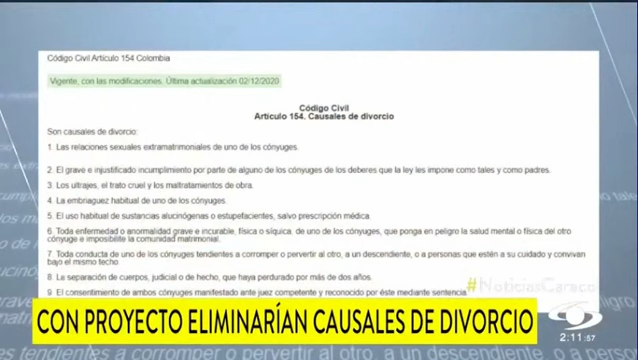 Código Civil Artículo 154 Colombia
Vigente, con las modificaciones. Última actualización 02/12/2020
Código Civil
Artículo 154. Causales de divorcio
Son causales de divorcio:
1. Las relaciones sexuales extramatrimoniales de uno de los cónyuges.
2. El grave e injustificado incumplimiento por parte de alguno de los cónyuges de los deberes que la ley les impone como tales y como padres.
3. Los ultrajes, el trato cruel y los maltratamientos de obra.
4. La embriaguez habitual de uno de los cónyuges.
5. El uso habitual de sustancias alucinógenas o estupefacientes, salvo prescripción médica.
6. Toda enfermedad o anormalidad grave e incurable, física o síquica, de uno de los cónyuges, que ponga en peligro la salud mental o física del otro
cónyuge e imposibilite la comunidad matrimonial.
7. Toda conducta de uno de los cónyuges tendientes a corromper o pervertir al otro, a un descendiente, o a personas que estén a su cuidado y convivan
bajo el mismo techo.
8. La separación de cuerpos, judicial o de hecho, que haya perdurado por más de dos años.
#NoticiasCaracol
9. El consentimiento de ambos cónyuges manifestado ante juez competente y reconocido por éste mediante sentencia.
CON PROYECTO ELIMINARÍAN CAUSALES DE DIVORCIO
2:11:57
tendientes a corromper o pervertir al otro, a un descendiente